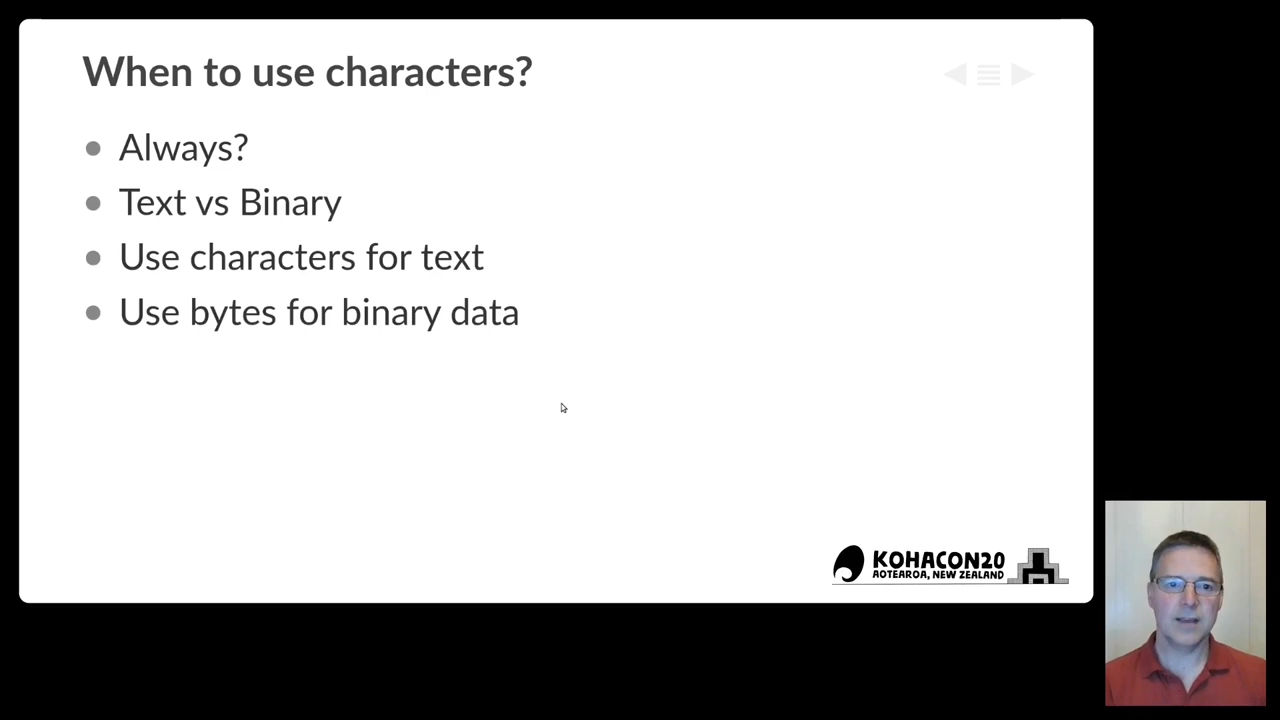 When to use characters?
Always?
Text vs Binary
Use characters for text
Use bytes for binary data
KOHACON20
AOTEAROA, NEW ZEALAND